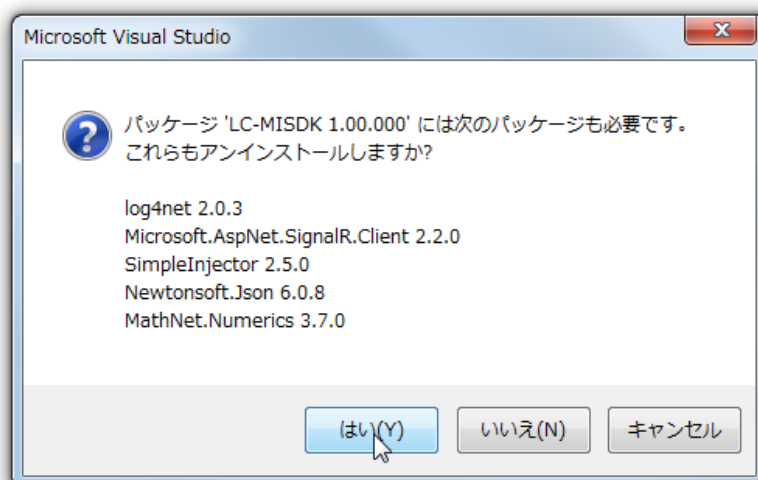 Microsoft Visual Studio
パッケージ 'LC-MISDK 1.00.000' には次のパッケージも必要です。
これらもアンインストールしますか?
log4net 2.0.3
Microsoft.AspNet.SignalR.Client 2.2.0
SimpleInjector 2.5.0
Newtonsoft.Json 6.0.8
MathNet.Numerics 3.7.0
はい(Y) いいえ(N) キャンセル